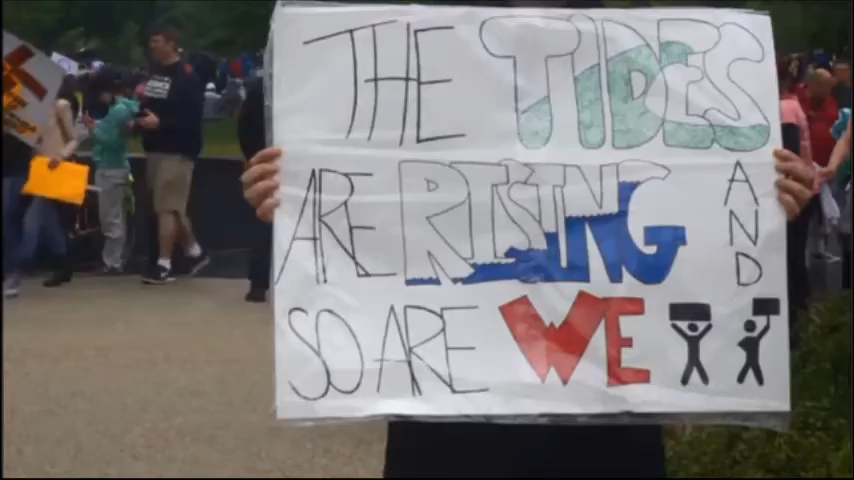 THE TIDES
ARE RISING AND
SO ARE WE